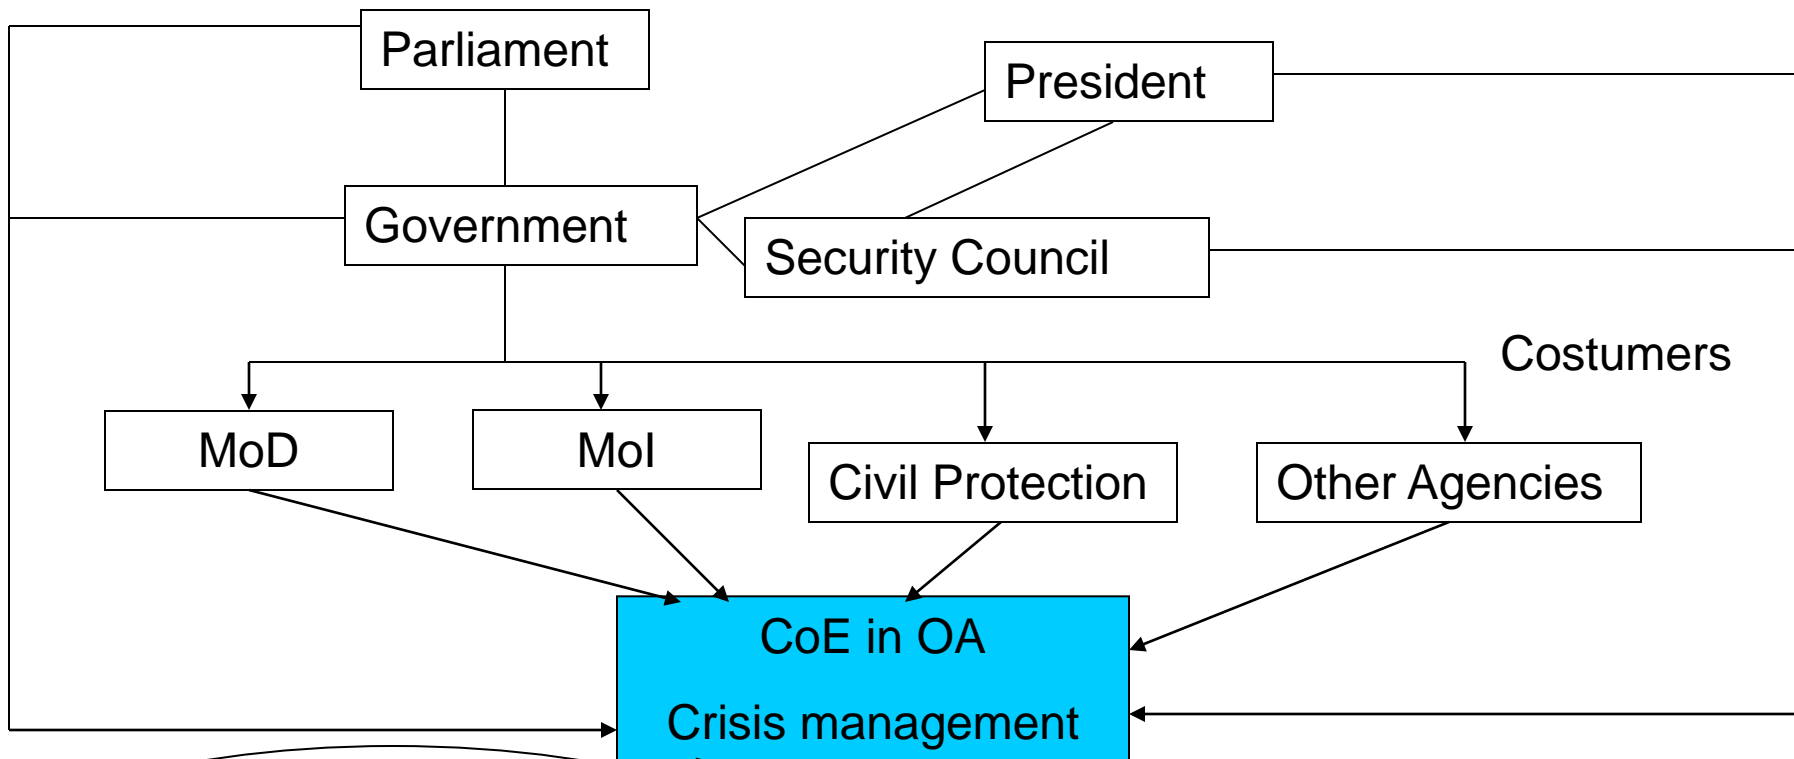 Parliament
President
Government
Security Council
Costumers
MoD
MoI
Civil Protection
Other Agencies
CoE in OA
Crisis management